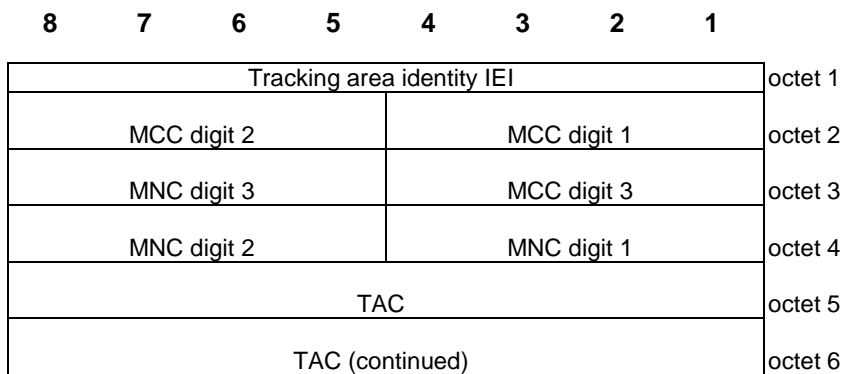 8 7 6 5 4 3 2 1
Tracking area identity IEI octet 1
MCC digit 2 MCC digit 1 octet 2
MNC digit 3 MCC digit 3 octet 3
MNC digit 2 MNC digit 1 octet 4
TAC octet 5
TAC (continued) octet 6